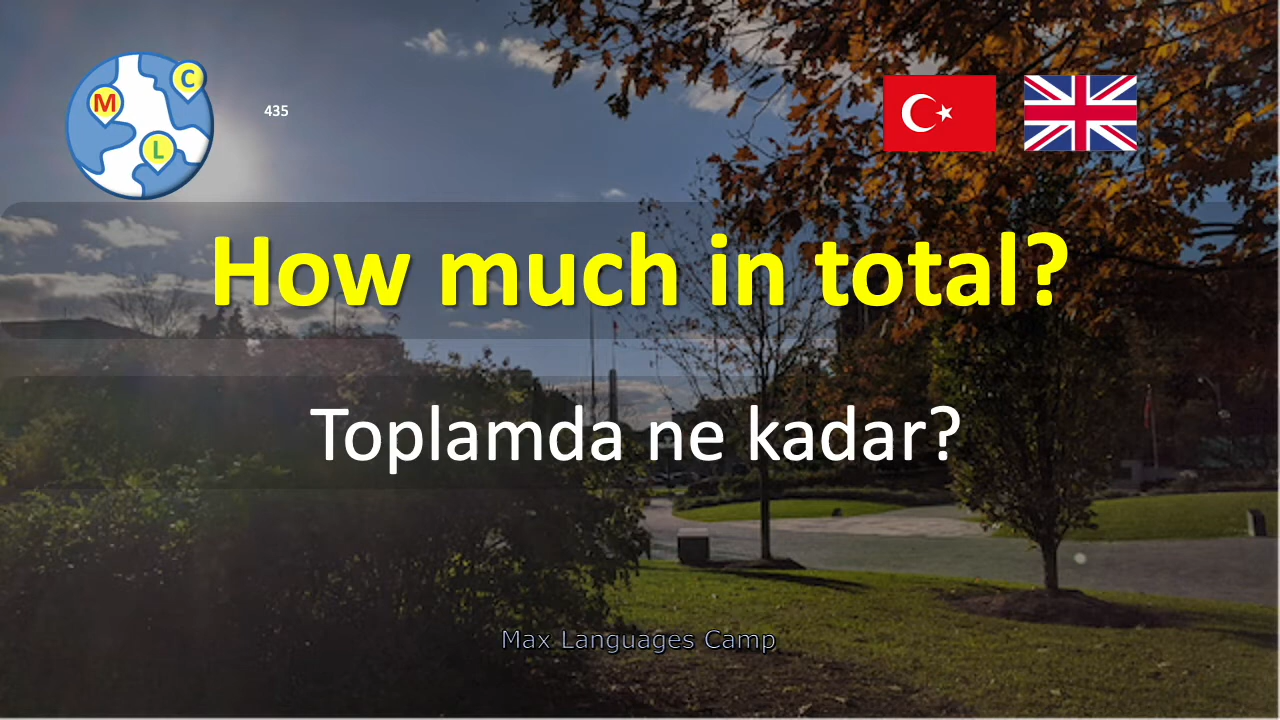 C
M
435
L
How much in total?
Toplamda ne kadar?
Max Languages Camp